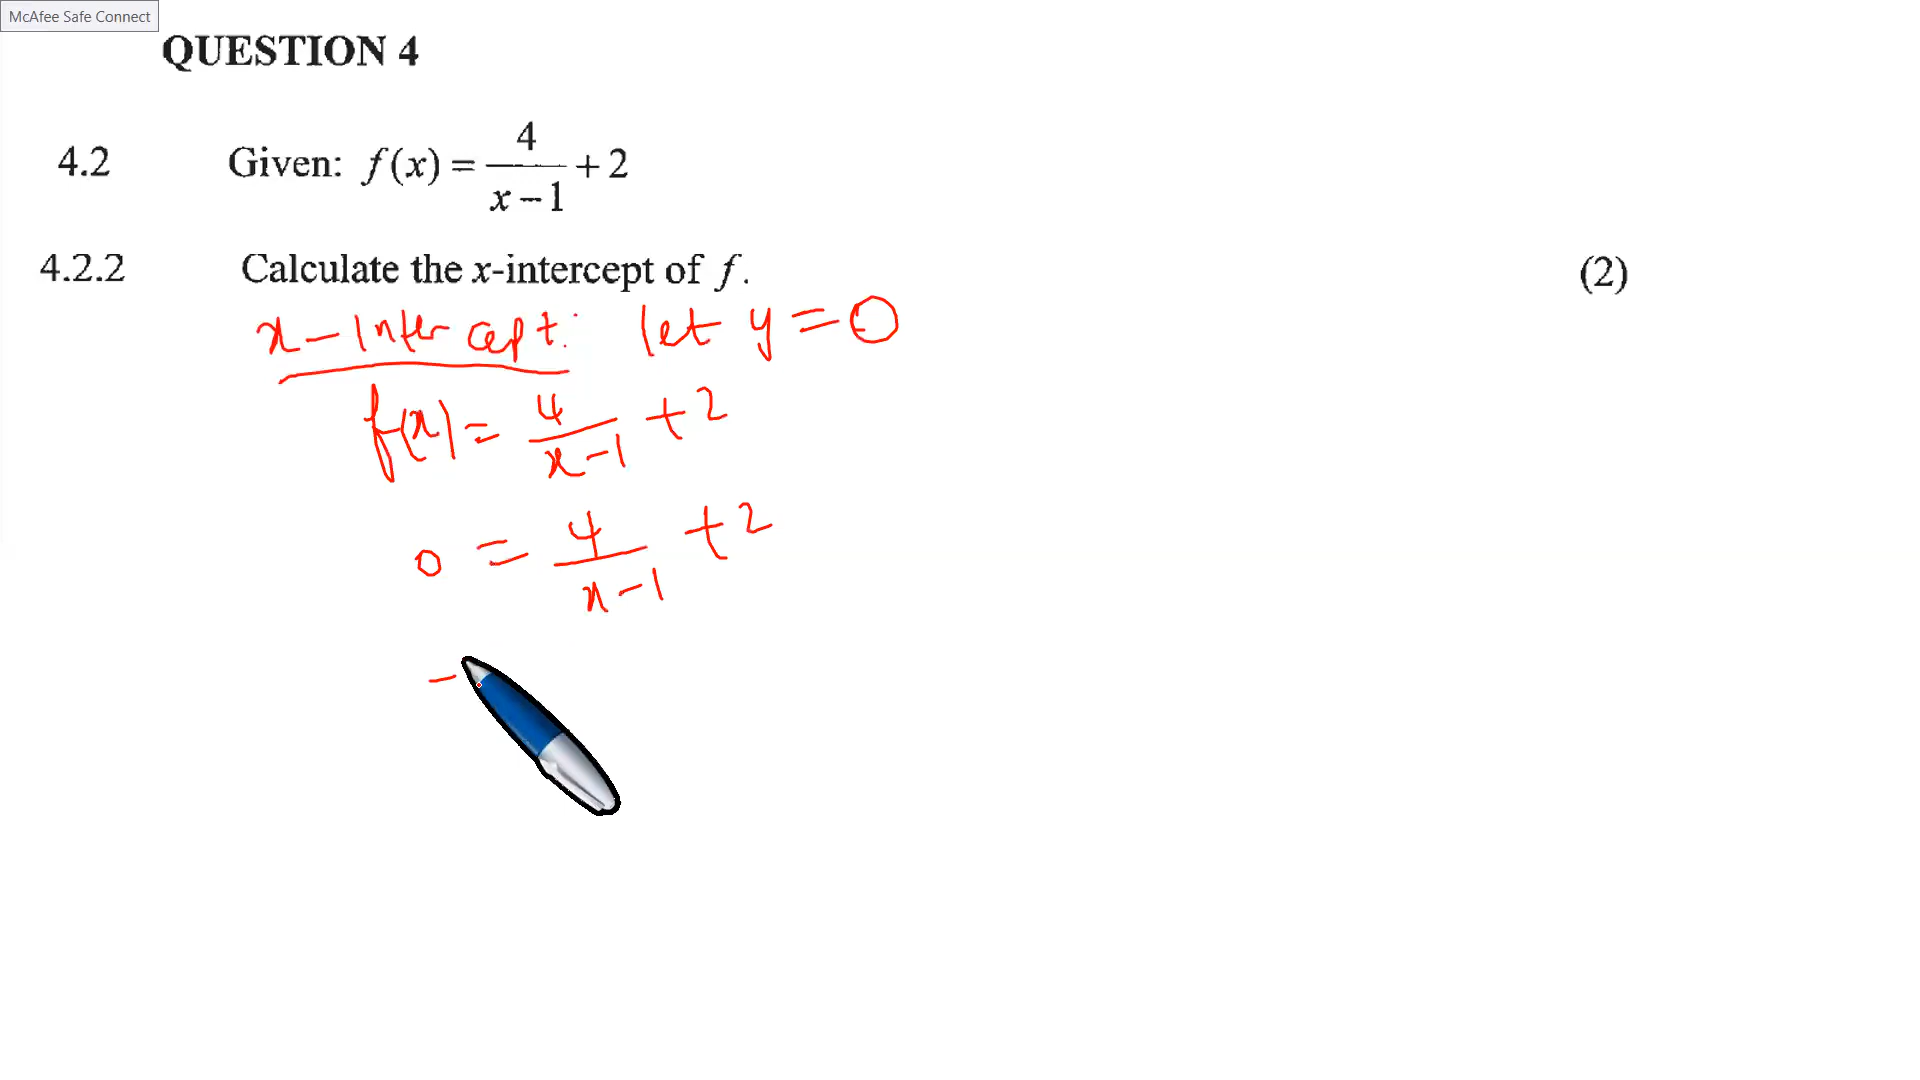 McAfee Safe Connect
QUESTION 4
4.2 Given: f(x) = 4/(x − 1) + 2
4.2.2 Calculate the x-intercept of f. (2)
x − Intercept: let y = 0
f(x) = 4/(x − 1) + 2
0 = 4/(x − 1) + 2
−